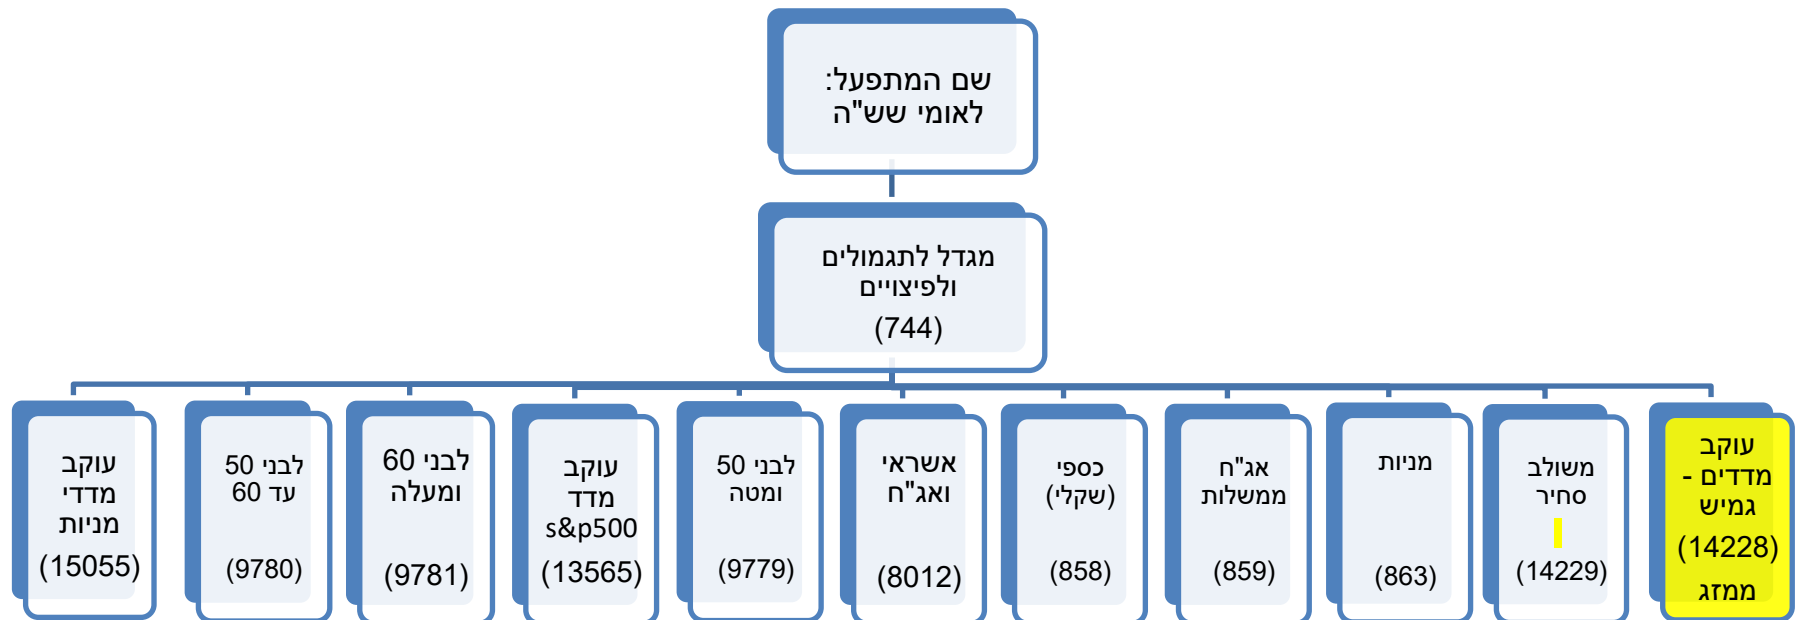 שם המתפעל:
לאומי שש"ה
מגדל לתגמולים
ולפיצויים
(744)
עוקב
מדדים -
גמיש
(14228)
ממזג
משולב
סחיר
(14229)
מניות
(863)
אג"ח
ממשלות
(859)
כספי
(שקלי)
(858)
אשראי
ואג"ח
(8012)
לבני 50
ומטה
(9779)
עוקב
מדד
s&p500
(13565)
לבני 60
ומעלה
(9781)
לבני 50
עד 60
(9780)
עוקב
מדדי
מניות
(15055)